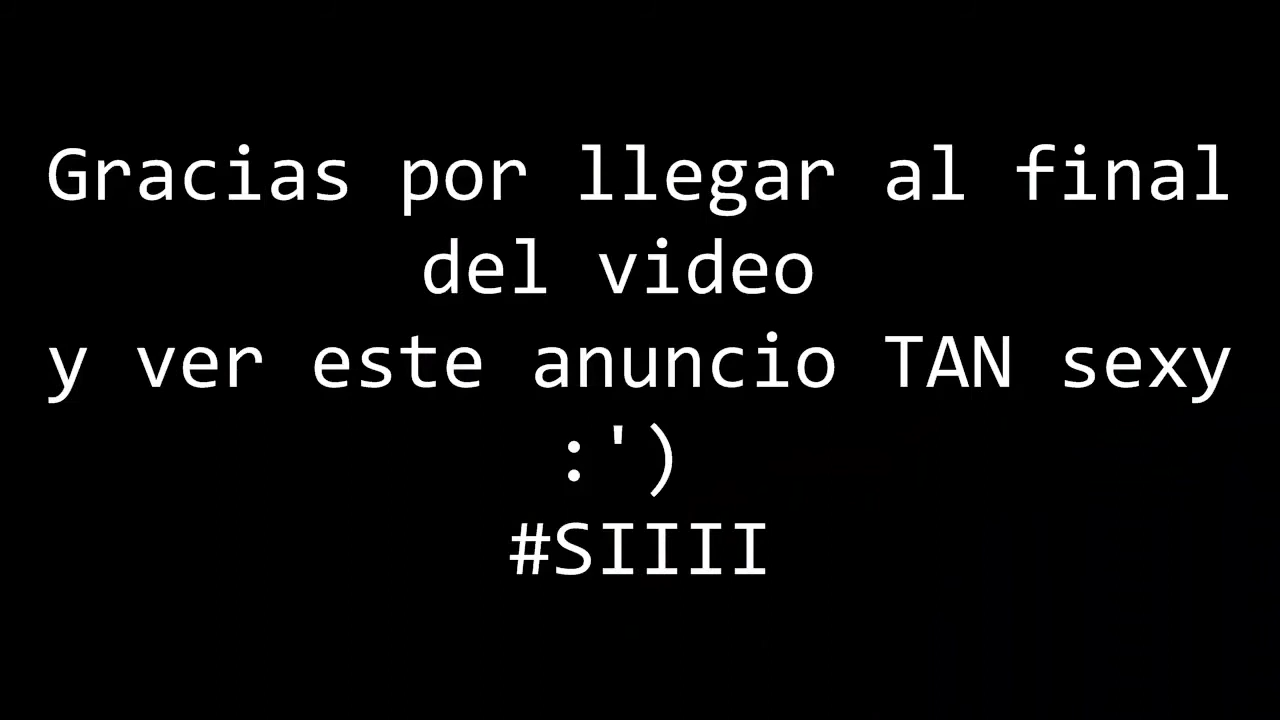 Gracias por llegar al final
del video
y ver este anuncio TAN sexy
:')
#SIIII